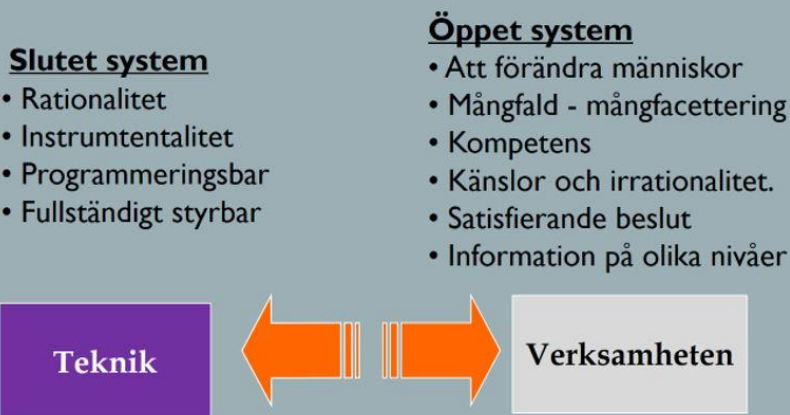 Slutet system
• Rationalitet
• Instrumtentalitet
• Programmeringsbar
• Fullständigt styrbar
Öppet system
• Att förändra människor
• Mångfald - mångfacettering
• Kompetens
• Känslor och irrationalitet.
• Satisfierande beslut
• Information på olika nivåer
Teknik
Verksamheten